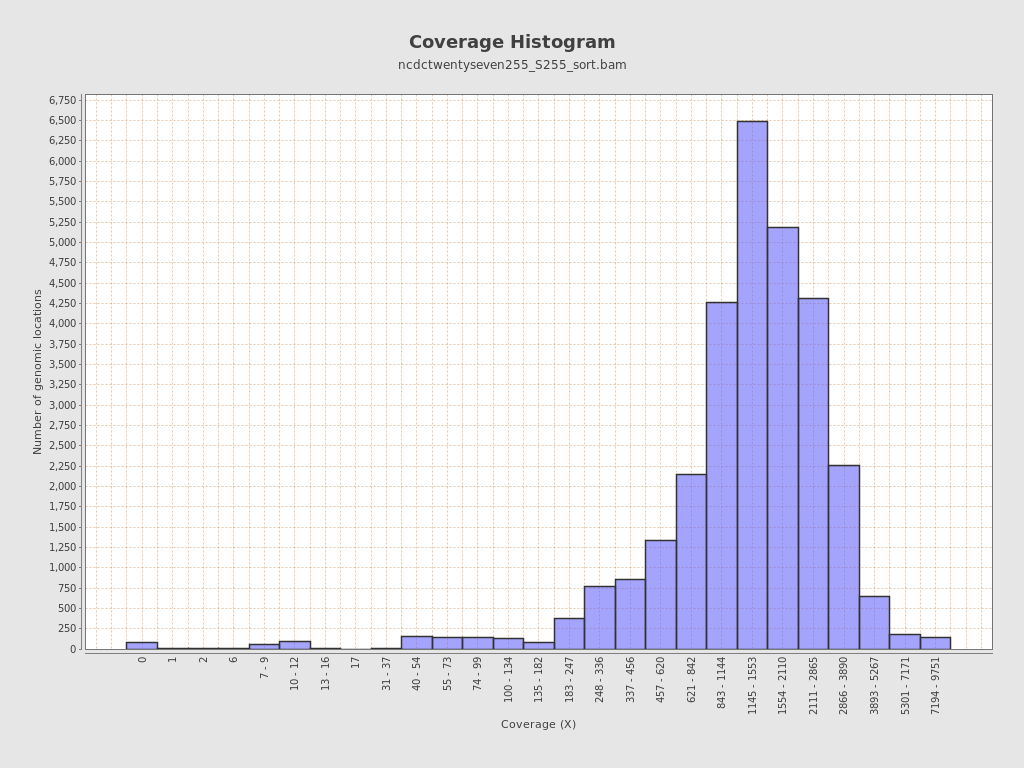 Coverage Histogram
ncdctwentyseven255_S255_sort.bam
Number of genomic locations
6,750
6,500
6,250
6,000
5,750
5,500
5,250
5,000
4,750
4,500
4,250
4,000
3,750
3,500
3,250
3,000
2,750
2,500
2,250
2,000
1,750
1,500
1,250
1,000
750
500
250
0
0
1
2
6
7 - 9
10 - 12
13 - 16
17
31 - 37
40 - 54
55 - 73
74 - 99
100 - 134
135 - 182
183 - 247
248 - 336
337 - 456
457 - 620
621 - 842
843 - 1144
1145 - 1553
1554 - 2110
2111 - 2865
2866 - 3890
3893 - 5267
5301 - 7171
7194 - 9751
Coverage (X)